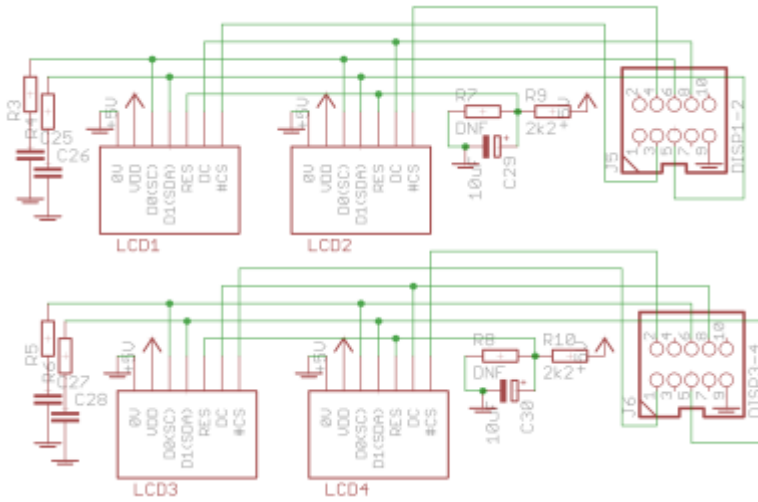 R3
R4
C25
C26
+5V
0V
VDD
D0(SC)
D1(SDA)
RES
DC
#CS
LCD1
+5V
0V
VDD
D0(SC)
D1(SDA)
RES
DC
#CS
LCD2
R7
DNF
R9
2k2
C29
2
4
6
8
10
1
3
5
7
9
J5
DISP1-2
R5
R6
C27
C28
+5V
0V
VDD
D0(SC)
D1(SDA)
RES
DC
#CS
LCD3
+5V
0V
VDD
D0(SC)
D1(SDA)
RES
DC
#CS
LCD4
R8
DNF
R10
2k2
C30
2
4
6
8
10
1
3
5
7
9
J6
DISP3-4